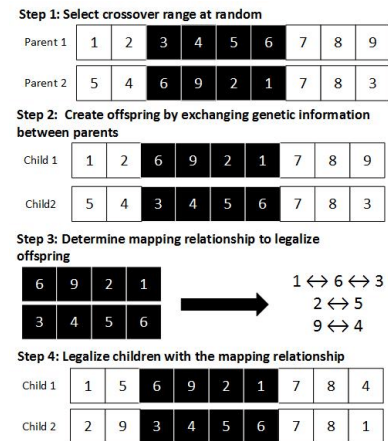 Step 1: Select crossover range at random
Parent 1 1 2 3 4 5 6 7 8 9
Parent 2 5 4 6 9 2 1 7 8 3
Step 2: Create offspring by exchanging genetic information
between parents
Child 1 1 2 6 9 2 1 7 8 9
Child2 5 4 3 4 5 6 7 8 3
Step 3: Determine mapping relationship to legalize
offspring
6 9 2 1
3 4 5 6
1 ↔ 6 ↔ 3
2 ↔ 5
9 ↔ 4
Step 4: Legalize children with the mapping relationship
Child 1 1 5 6 9 2 1 7 8 4
Child 2 2 9 3 4 5 6 7 8 1